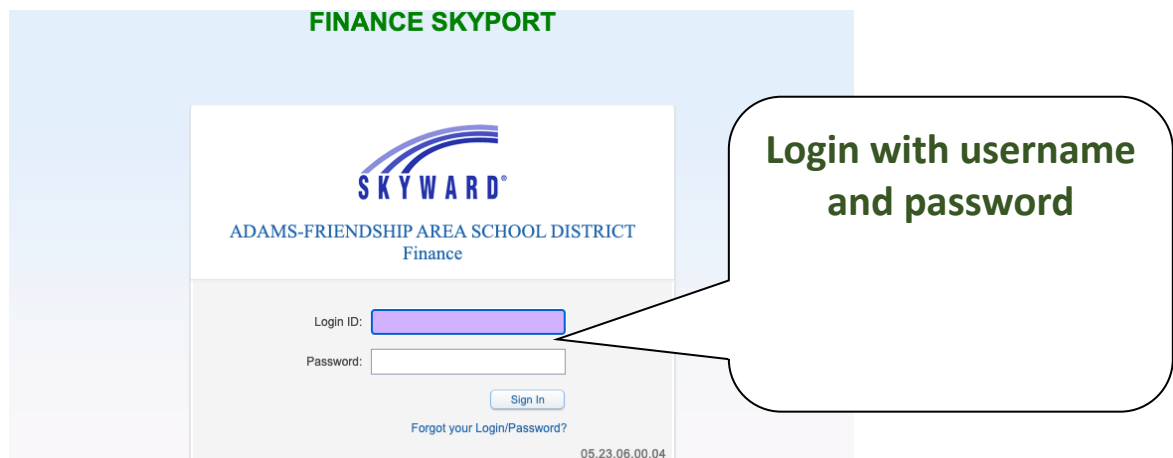 FINANCE SKYPORT
SKYWARD®
ADAMS-FRIENDSHIP AREA SCHOOL DISTRICT
Finance
Login ID:
Password:
Sign In
Forgot your Login/Password?
05.23.06.00.04
Login with username
and password